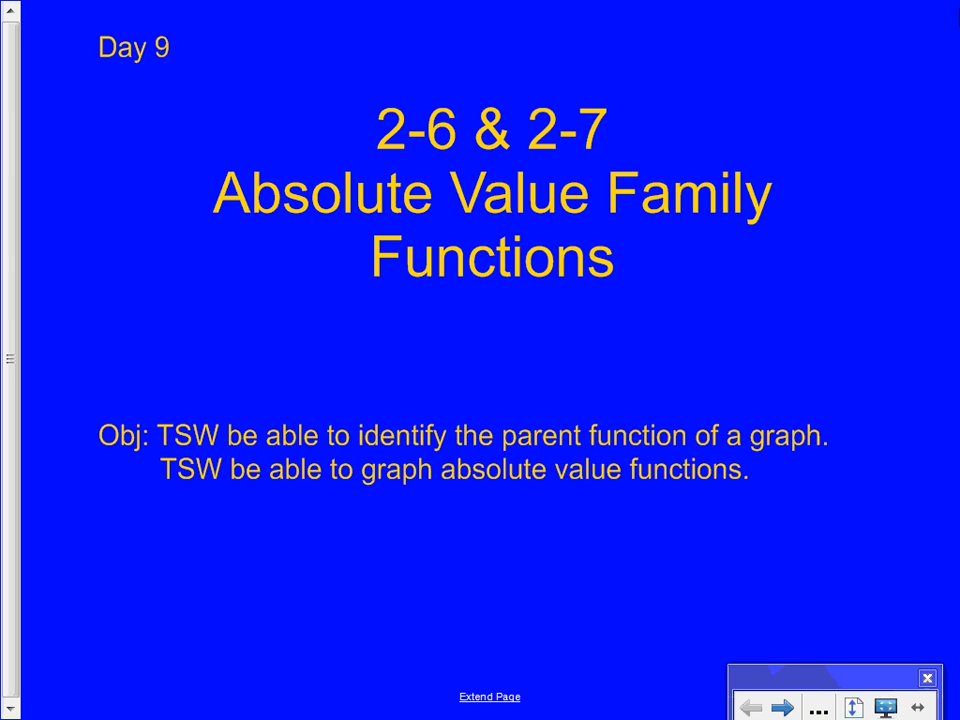 Day 9
2-6 & 2-7
Absolute Value Family
Functions
Obj: TSW be able to identify the parent function of a graph.
TSW be able to graph absolute value functions.
Extend Page